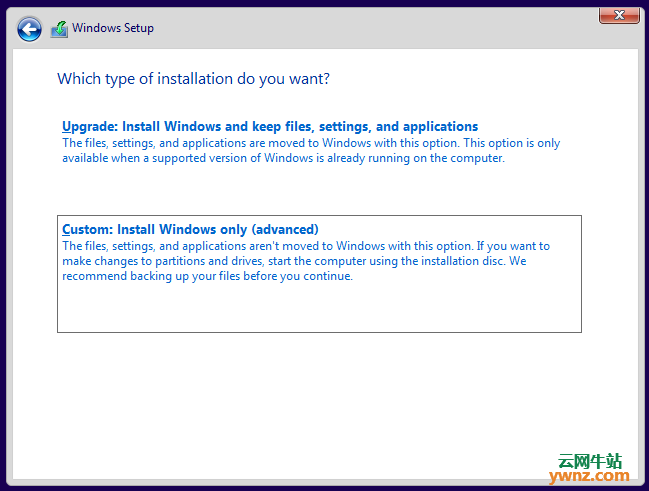 Windows Setup
Which type of installation do you want?
Upgrade: Install Windows and keep files, settings, and applications
The files, settings, and applications are moved to Windows with this option. This option is only
available when a supported version of Windows is already running on the computer.
Custom: Install Windows only (advanced)
The files, settings, and applications aren't moved to Windows with this option. If you want to
make changes to partitions and drives, start the computer using the installation disc. We
recommend backing up your files before you continue.
云网牛站
ywnz.com